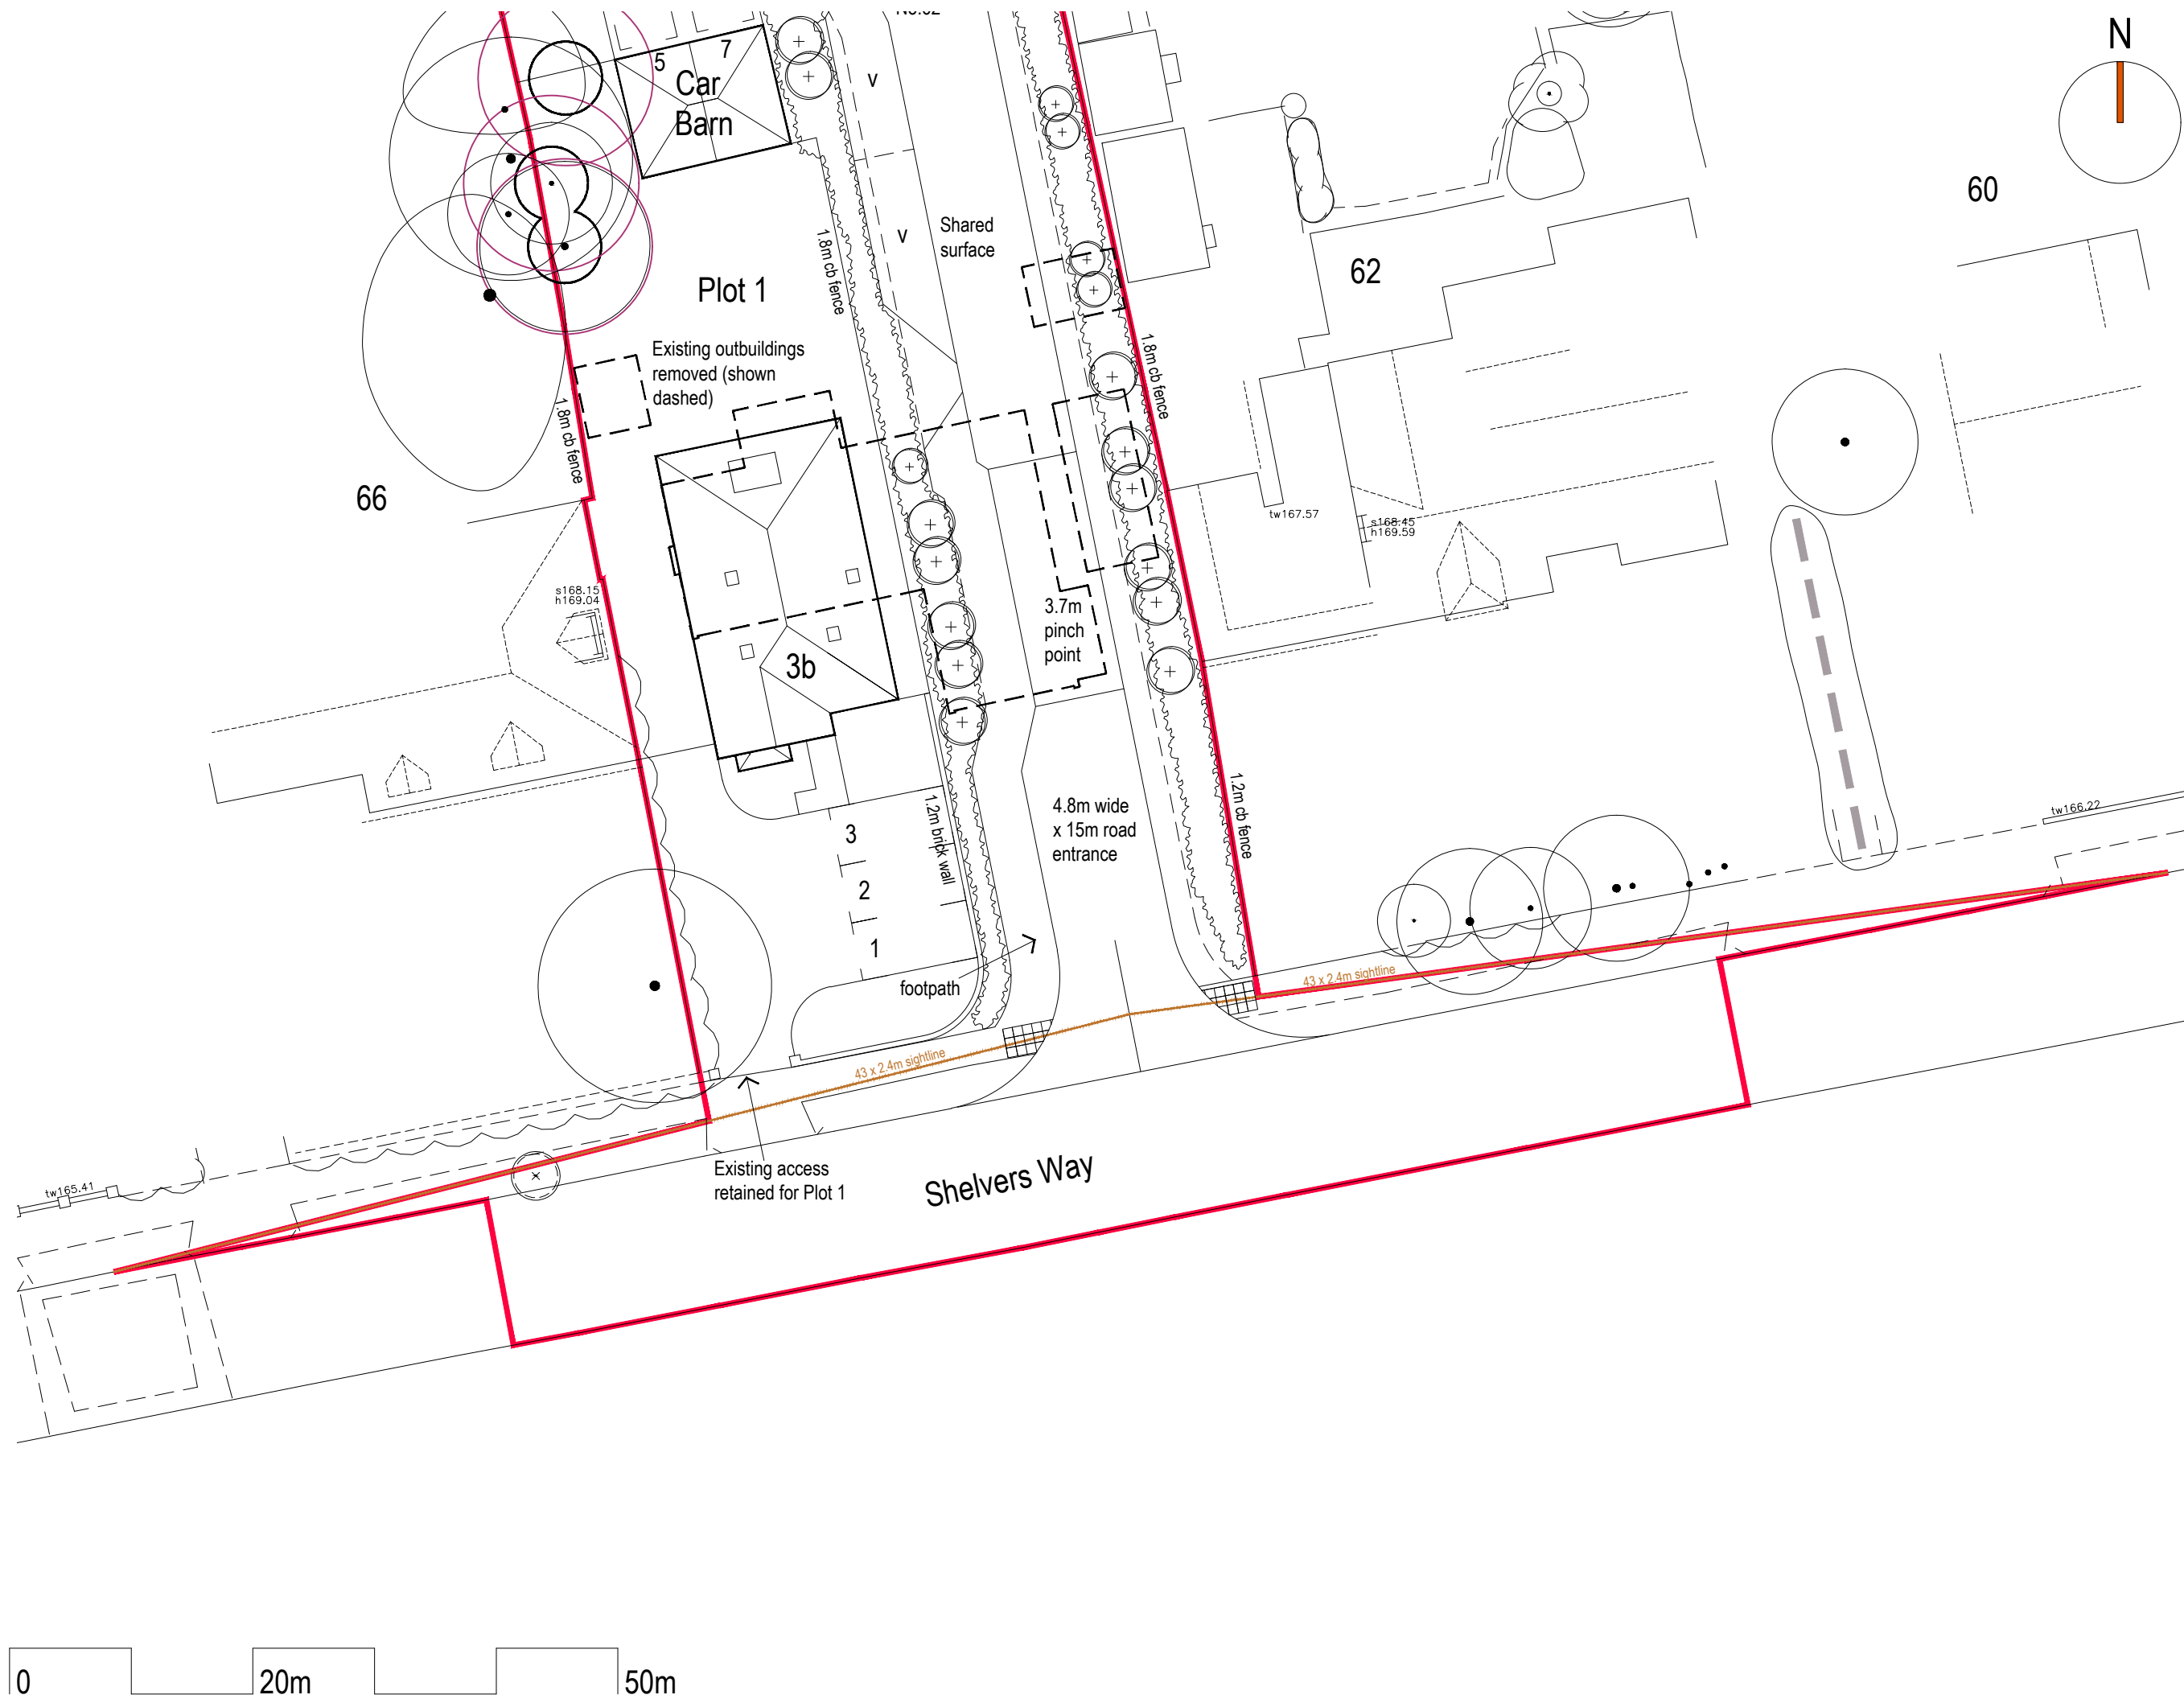 N
5
7
Car
Barn
v
60
Shared
surface
v
62
1.8m cb fence
Plot 1
Existing outbuildings
removed (shown
dashed)
1.8m cb fence
1.8m cb fence
66
tw167.57
s168.45
h169.59
s168.15
h169.04
3.7m
pinch
point
3b
4.8m wide
x 15m road
entrance
1.2m cb fence
1.2m brick wall
tw166.22
3
2
1
footpath
43 x 2.4m sightline
43 x 2.4m sightline
Existing access
retained for Plot 1
Shelvers Way
tw165.41
0
20m
50m